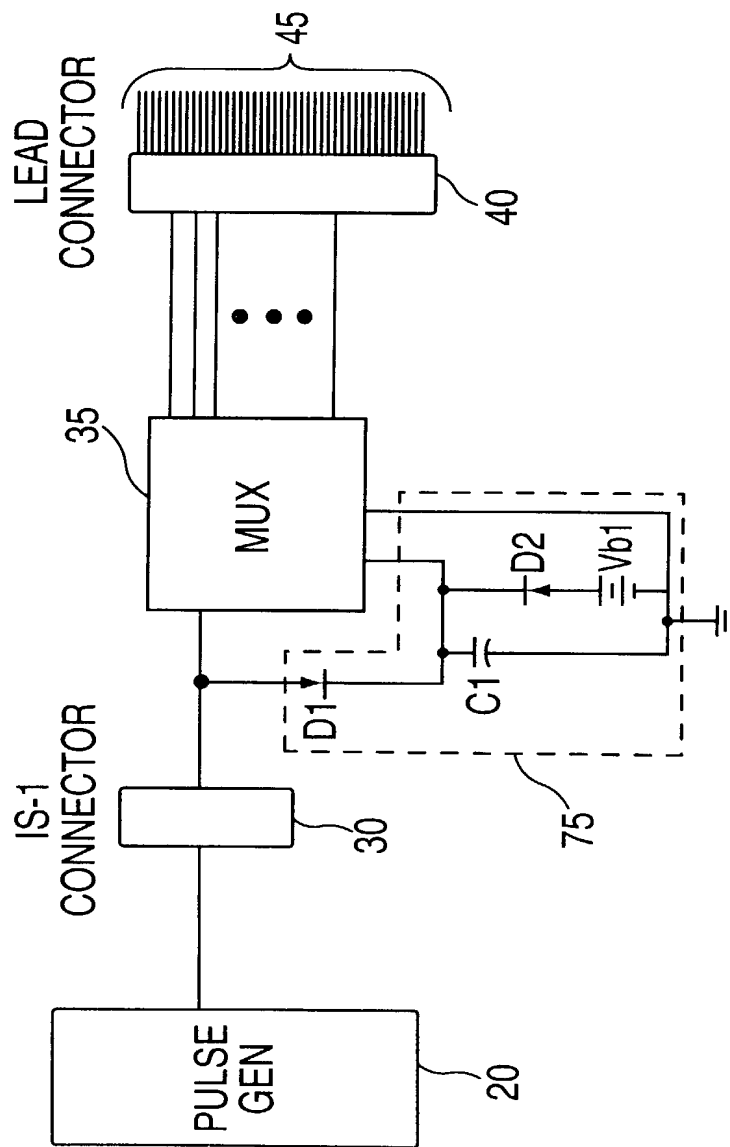 PULSE
GEN
20
IS-1
CONNECTOR
30
MUX
35
LEAD
CONNECTOR
40
45
D1
C1
D2
Vb1
75